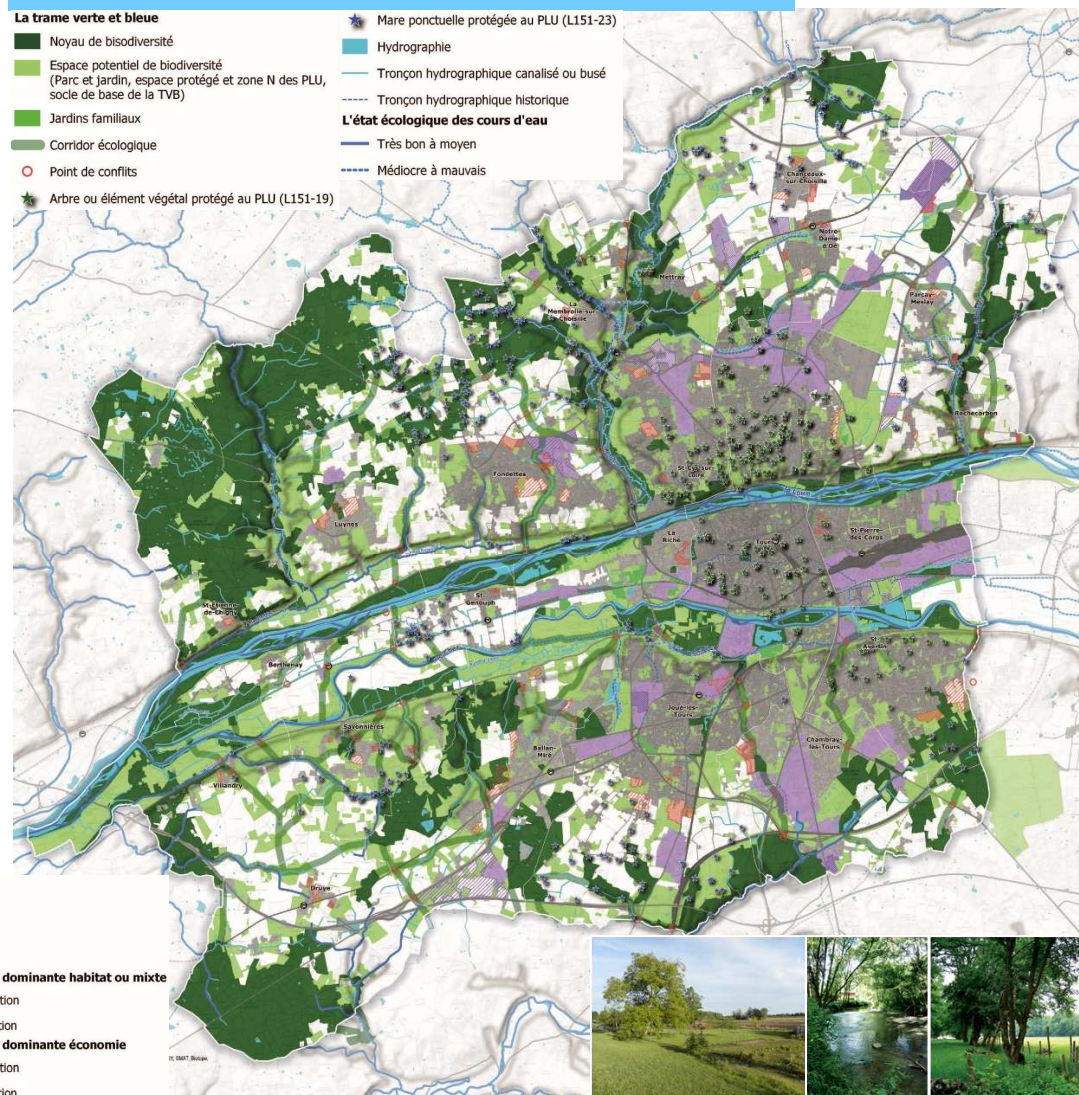 La trame verte et bleue
Noyau de bisodiversité
Espace potentiel de biodiversité
(Parc et jardin, espace protégé et zone N des PLU,
socle de base de la TVB)
Jardins familiaux
Corridor écologique
Point de conflits
Arbre ou élément végétal protégé au PLU (L151-19)
Mare ponctuelle protégée au PLU (L151-23)
Hydrographie
Tronçon hydrographique canalisé ou busé
Tronçon hydrographique historique
L'état écologique des cours d'eau
Très bon à moyen
Médiocre à mauvais
Chanceaux-
sur-Choisille
Notre-
Dame
d'Oé
Mettray
Parçay-
Meslay
La
Membrolle-sur-
Choisille
Rochecorbon
Fondettes
St-Cyr-sur-
Loire
Luynes
La
Riche
Tours
St-Pierre-
des-Corps
St-Etienne-
de-Chigny
St-
Genouph
Berthenay
St-
Avertin
Savonnières
Joué-lès-
Tours
Ballan-
Miré
Chambray-
lès-Tours
Villandry
Druye
dominante habitat ou mixte
tion
tion
dominante économie
tion
tion